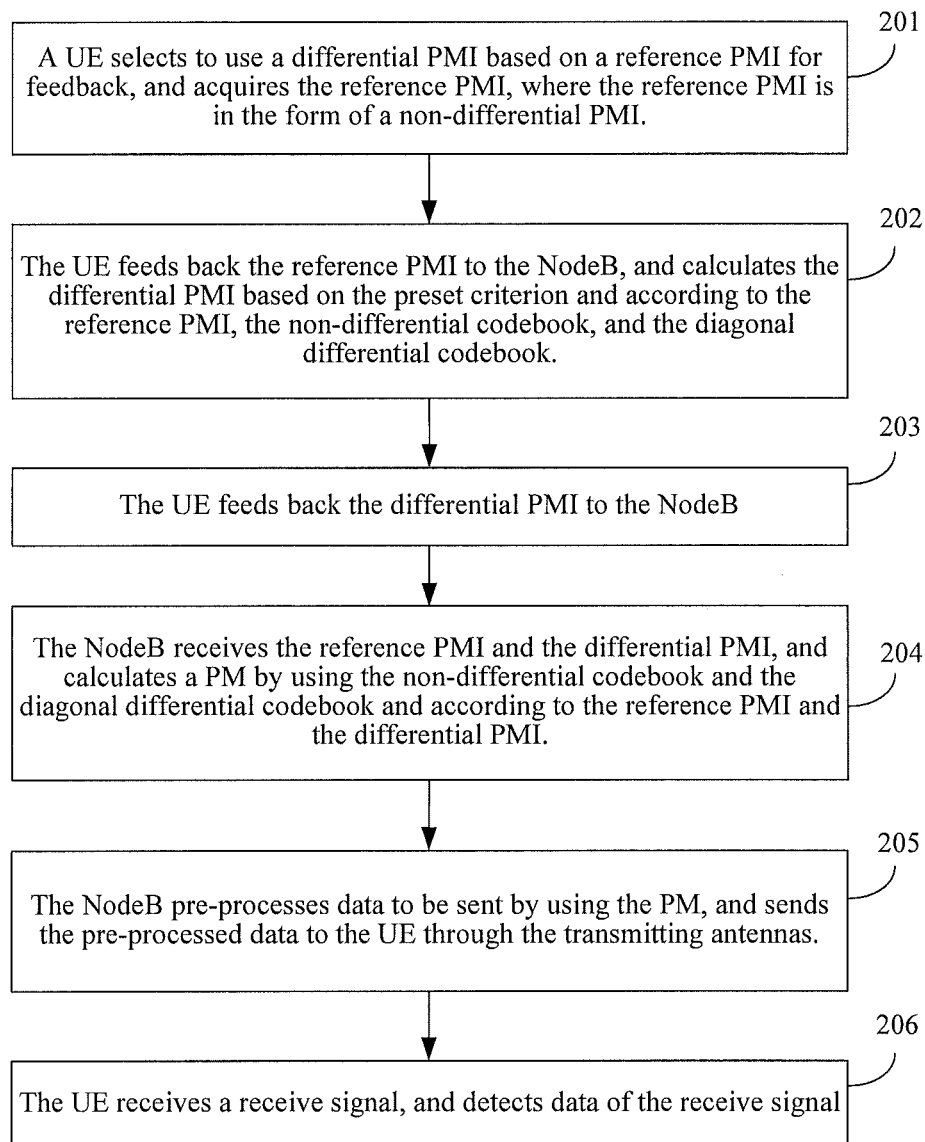 201
A UE selects to use a differential PMI based on a reference PMI for
feedback, and acquires the reference PMI, where the reference PMI is
in the form of a non-differential PMI.
202
The UE feeds back the reference PMI to the NodeB, and calculates the
differential PMI based on the preset criterion and according to the
reference PMI, the non-differential codebook, and the diagonal
differential codebook.
203
The UE feeds back the differential PMI to the NodeB
204
The NodeB receives the reference PMI and the differential PMI, and
calculates a PM by using the non-differential codebook and the
diagonal differential codebook and according to the reference PMI and
the differential PMI.
205
The NodeB pre-processes data to be sent by using the PM, and sends
the pre-processed data to the UE through the transmitting antennas.
206
The UE receives a receive signal, and detects data of the receive signal